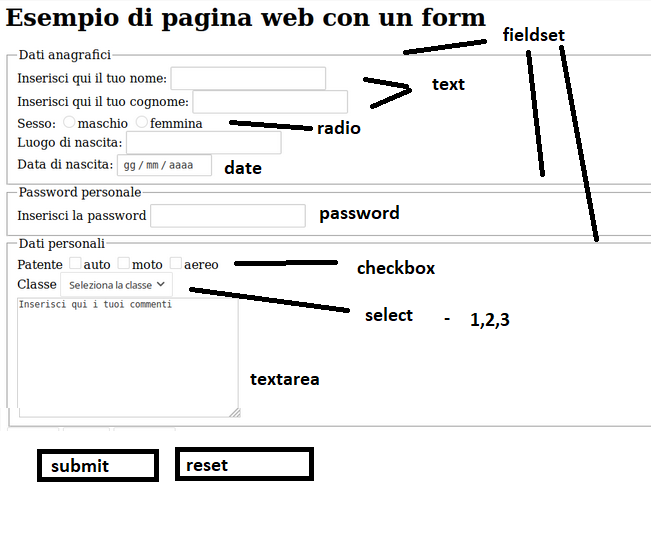 Esempio di pagina web con un form
fieldset
Dati anagrafici
Inserisci qui il tuo nome:
text
Inserisci qui il tuo cognome:
Sesso: maschio femmina
radio
Luogo di nascita:
Data di nascita: gg / mm / aaaa
date
Password personale
Inserisci la password
password
Dati personali
Patente auto moto aereo
checkbox
Classe Seleziona la classe
select - 1,2,3
Inserisci qui i tuoi commenti
textarea
submit reset